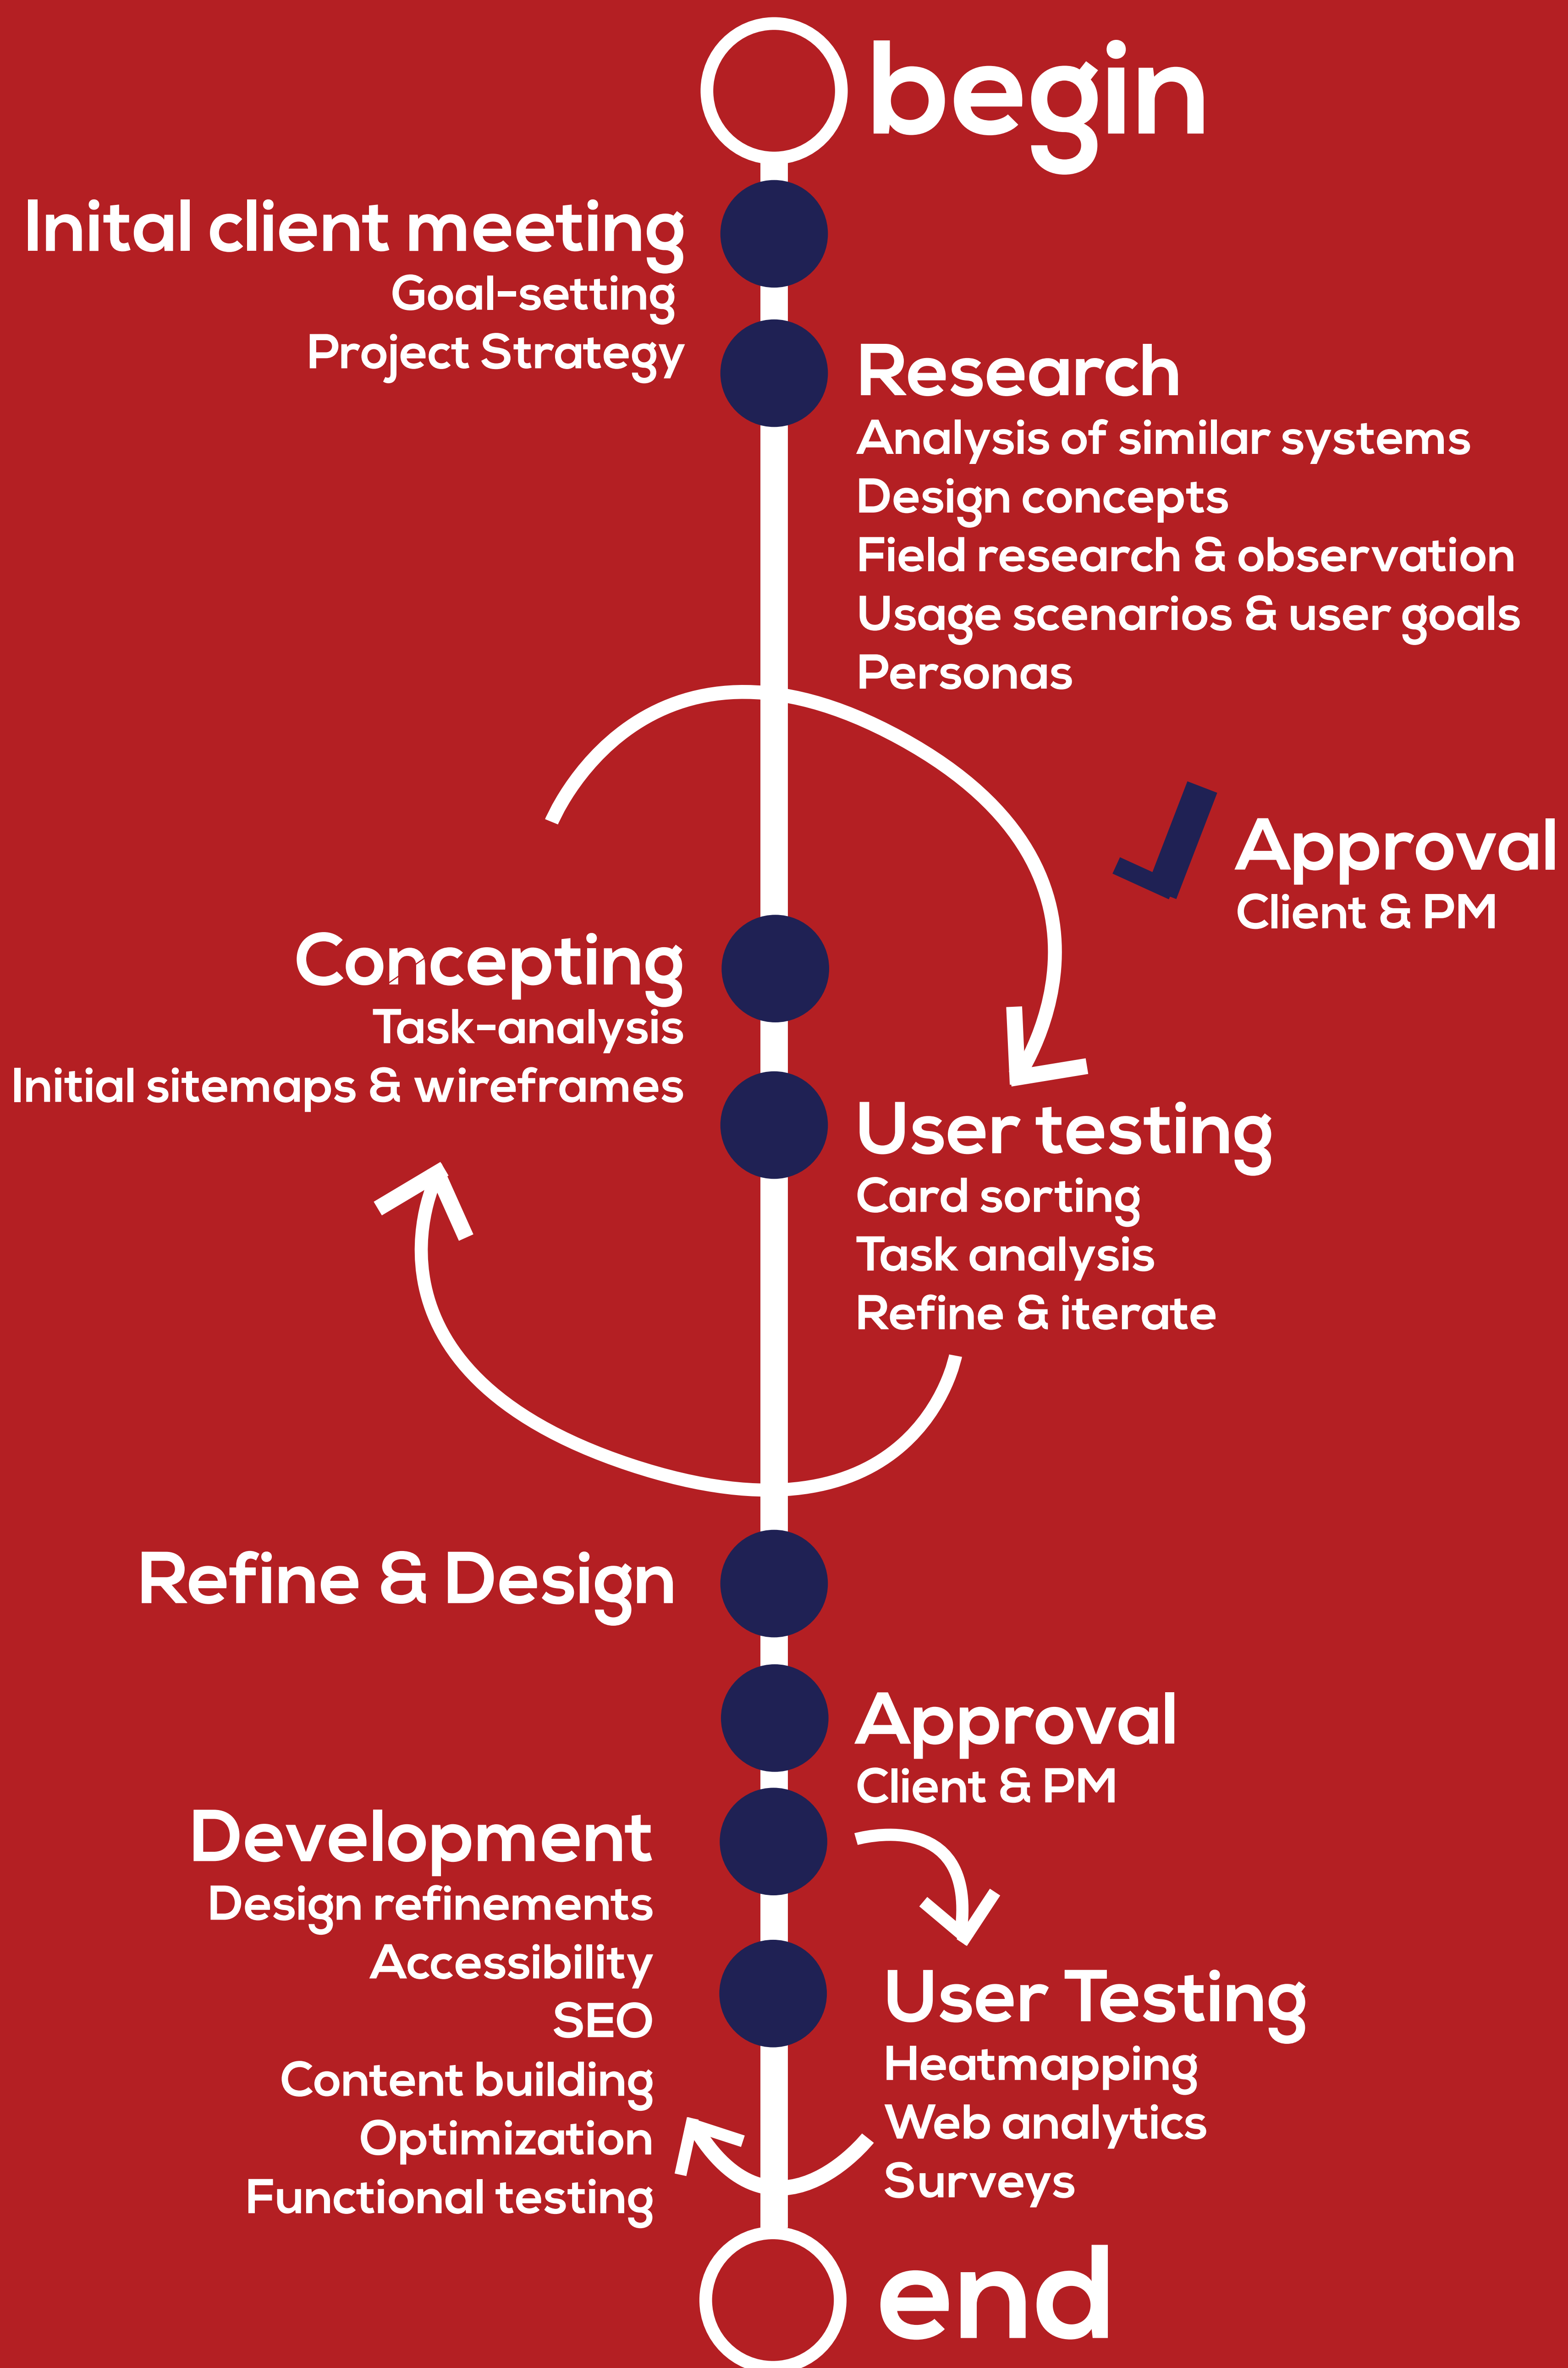 begin
Inital client meeting
Goal-setting
Project Strategy
Research
Analysis of similar systems
Design concepts
Field research & observation
Usage scenarios & user goals
Personas
Approval
Client & PM
Concepting
Task-analysis
Initial sitemaps & wireframes
User testing
Card sorting
Task analysis
Refine & iterate
Refine & Design
Approval
Client & PM
Development
Design refinements
Accessibility
SEO
Content building
Optimization
Functional testing
User Testing
Heatmapping
Web analytics
Surveys
end